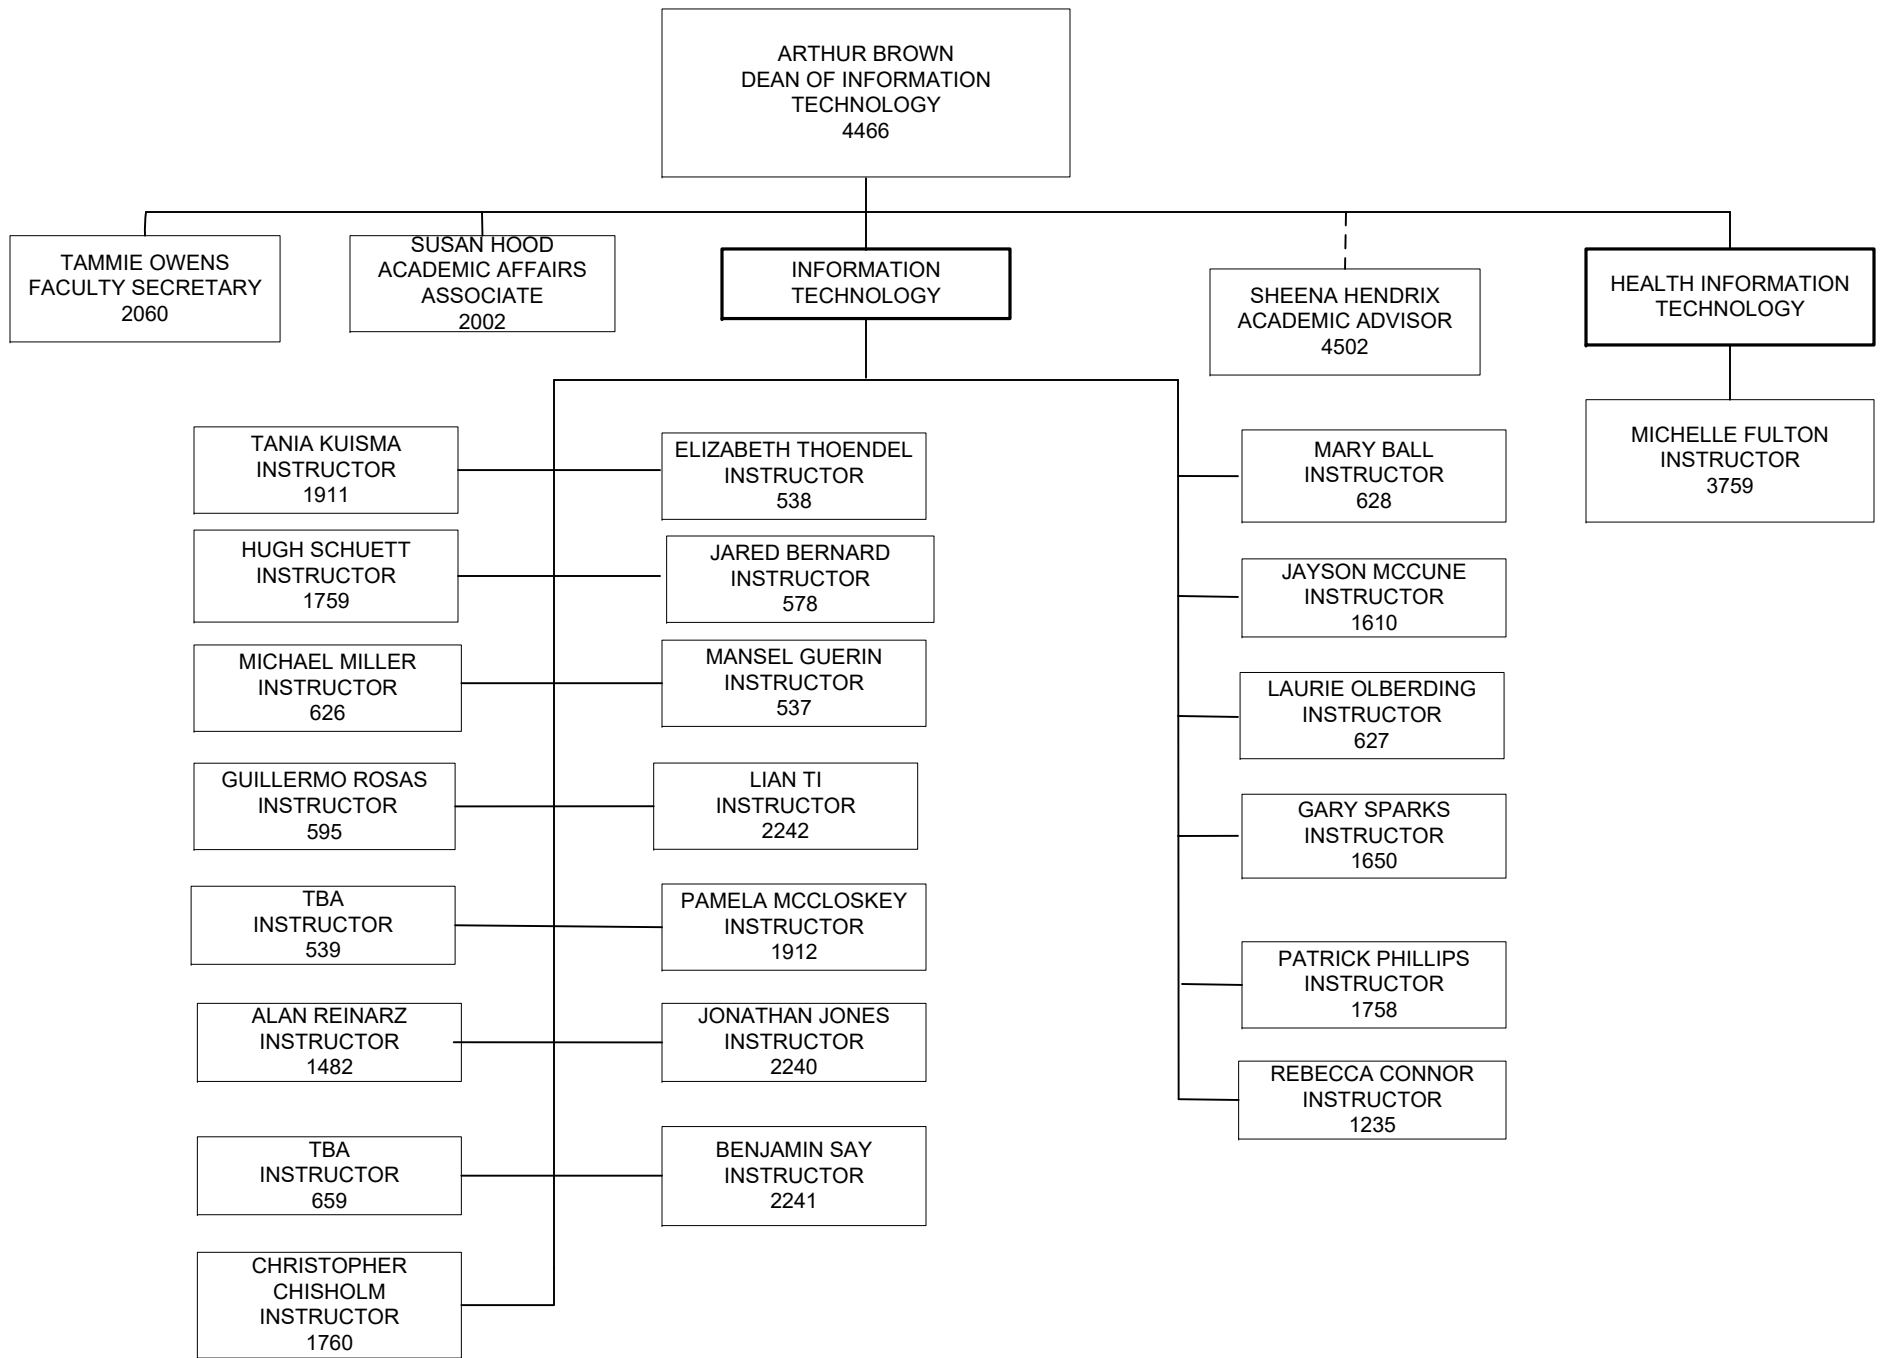 ARTHUR BROWN
DEAN OF INFORMATION
TECHNOLOGY
4466
TAMMIE OWENS
FACULTY SECRETARY
2060
SUSAN HOOD
ACADEMIC AFFAIRS
ASSOCIATE
2002
INFORMATION
TECHNOLOGY
SHEENA HENDRIX
ACADEMIC ADVISOR
4502
HEALTH INFORMATION
TECHNOLOGY
TANIA KUISMA
INSTRUCTOR
1911
ELIZABETH THOENDEL
INSTRUCTOR
538
MARY BALL
INSTRUCTOR
628
MICHELLE FULTON
INSTRUCTOR
3759
HUGH SCHUETT
INSTRUCTOR
1759
JARED BERNARD
INSTRUCTOR
578
JAYSON MCCUNE
INSTRUCTOR
1610
MICHAEL MILLER
INSTRUCTOR
626
MANSEL GUERIN
INSTRUCTOR
537
LAURIE OLBERDING
INSTRUCTOR
627
GUILLERMO ROSAS
INSTRUCTOR
595
LIAN TI
INSTRUCTOR
2242
GARY SPARKS
INSTRUCTOR
1650
TBA
INSTRUCTOR
539
PAMELA MCCLOSKEY
INSTRUCTOR
1912
PATRICK PHILLIPS
INSTRUCTOR
1758
ALAN REINARZ
INSTRUCTOR
1482
JONATHAN JONES
INSTRUCTOR
2240
REBECCA CONNOR
INSTRUCTOR
1235
TBA
INSTRUCTOR
659
BENJAMIN SAY
INSTRUCTOR
2241
CHRISTOPHER
CHISHOLM
INSTRUCTOR
1760